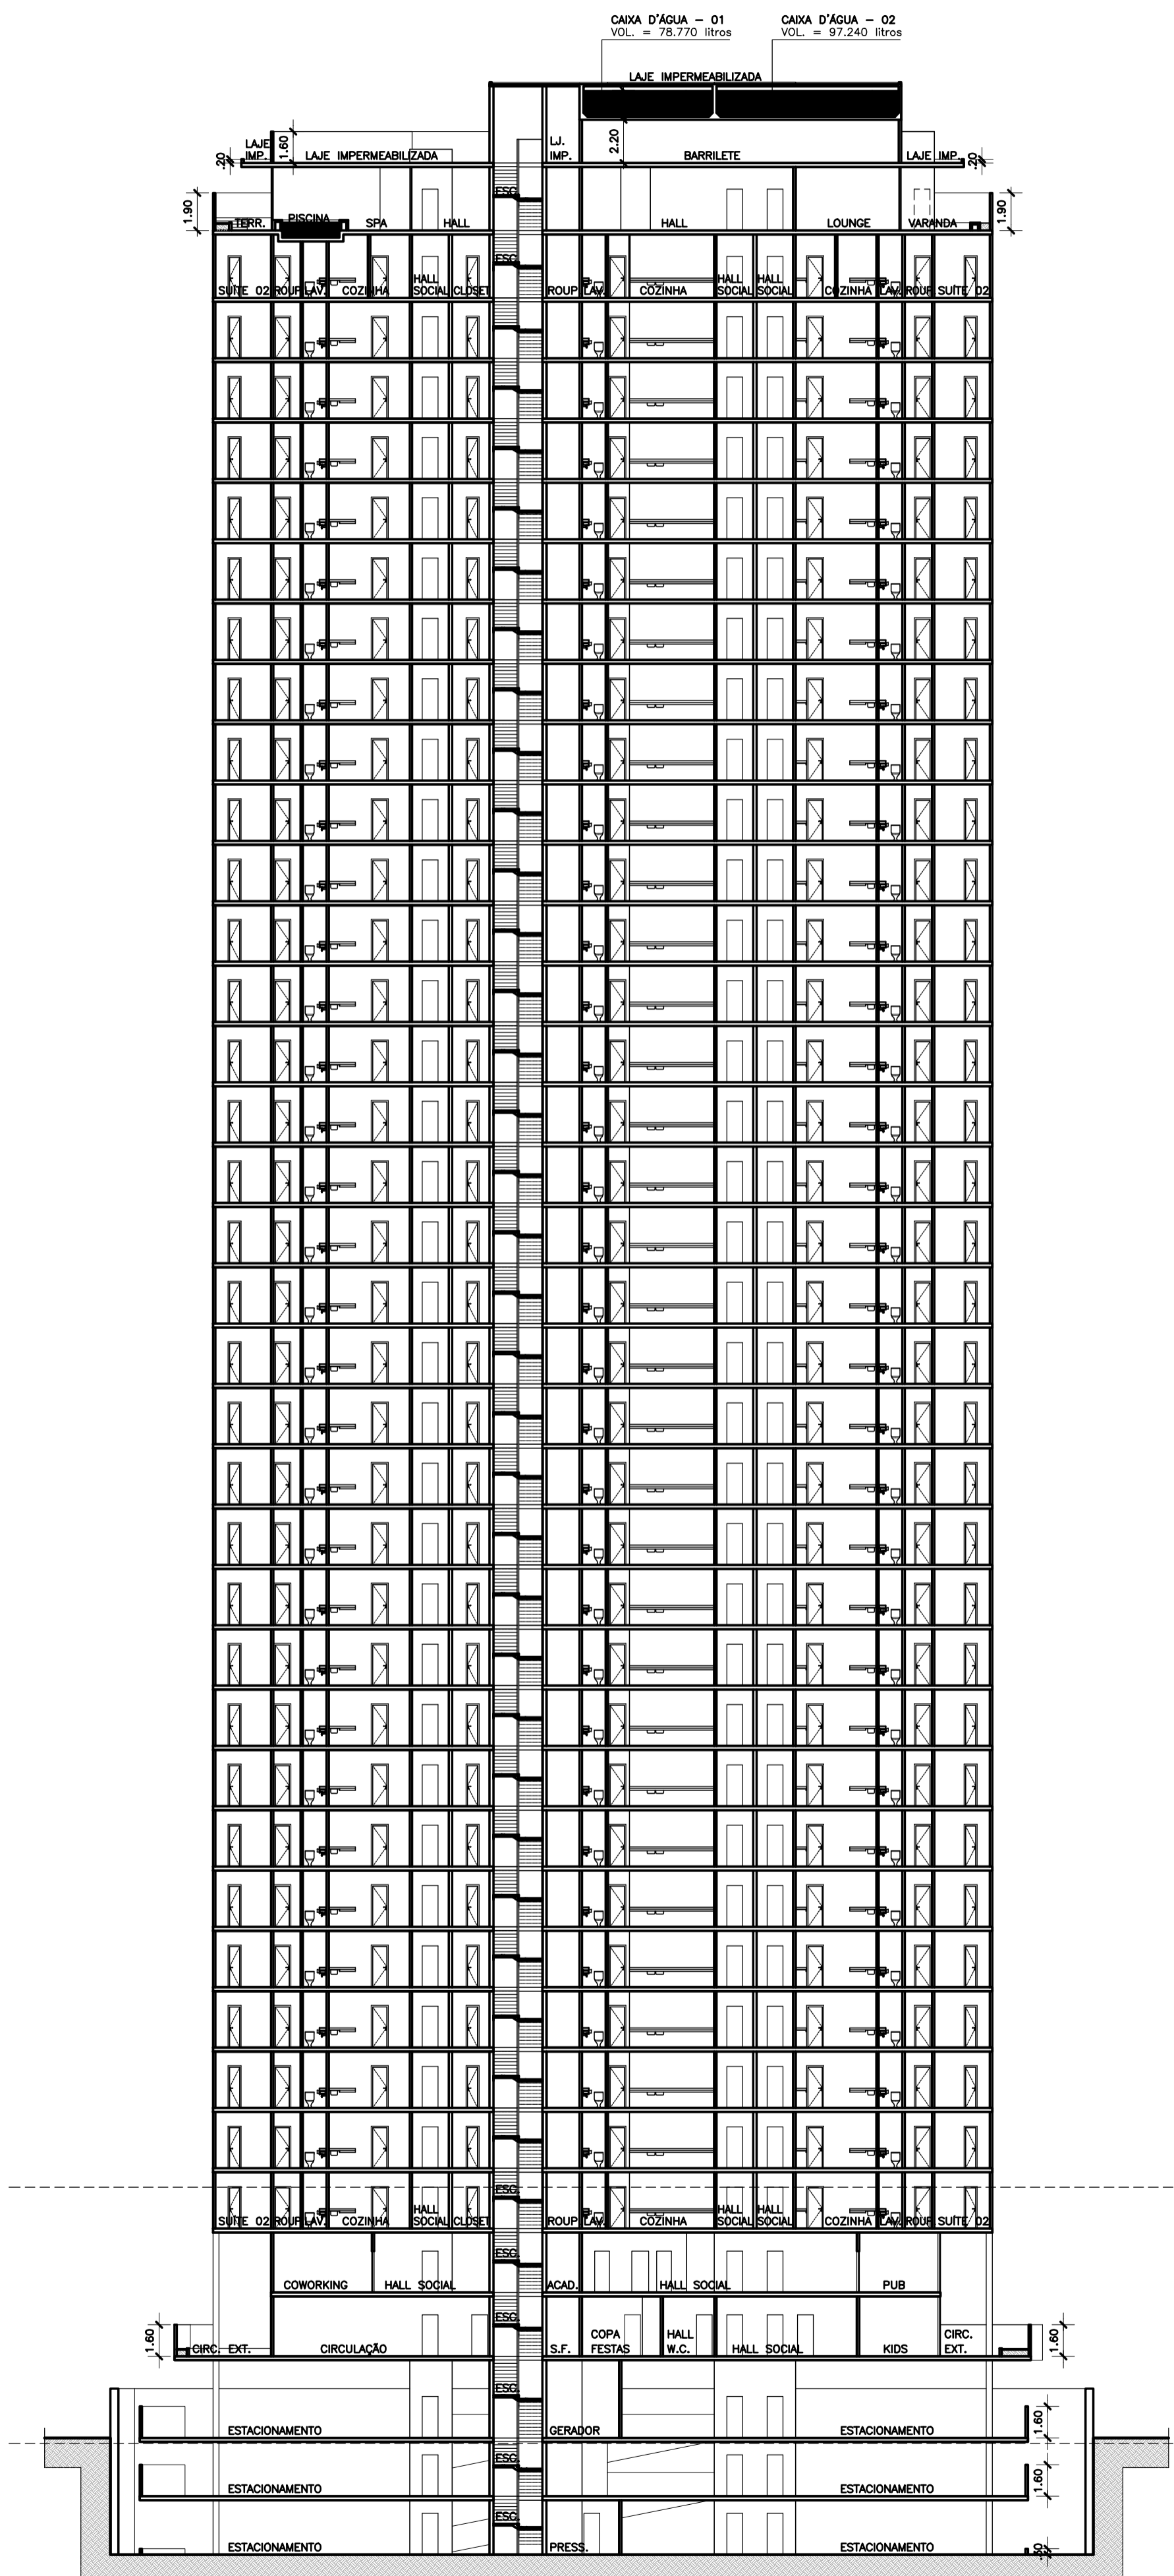 CAIXA D'ÁGUA – 01
VOL. = 78.770 litros
CAIXA D'ÁGUA – 02
VOL. = 97.240 litros
LAJE IMPERMEABILIZADA
1.60
LAJE
IMP.
.20
LAJE IMPERMEABILIZADA
LJ.
IMP.
2.20
BARRILETE
LAJE IMP.
.20
ESC.
1.90
TERR.
PISCINA
SPA
HALL
HALL
LOUNGE
VARANDA
1.90
ESC.
SUÍTE 02
ROUP.
LAV.
COZINHA
HALL
SOCIAL
CLOSET
ROUP.
LAV.
COZINHA
HALL
SOCIAL
HALL
SOCIAL
COZINHA
LAV.
ROUP.
SUÍTE 02
ESC.
SUÍTE 02
ROUP.
LAV.
COZINHA
HALL
SOCIAL
CLOSET
ROUP.
LAV.
COZINHA
HALL
SOCIAL
HALL
SOCIAL
COZINHA
LAV.
ROUP.
SUÍTE 02
ESC.
COWORKING
HALL SOCIAL
ACAD.
HALL SOCIAL
PUB
ESC.
1.60
CIRC. EXT.
CIRCULAÇÃO
S.F.
COPA
FESTAS
HALL
W.C.
HALL SOCIAL
KIDS
CIRC.
EXT.
1.60
ESC.
ESTACIONAMENTO
GERADOR
ESTACIONAMENTO
1.60
ESC.
ESTACIONAMENTO
ESTACIONAMENTO
1.60
ESC.
ESTACIONAMENTO
PRESS.
ESTACIONAMENTO
.30